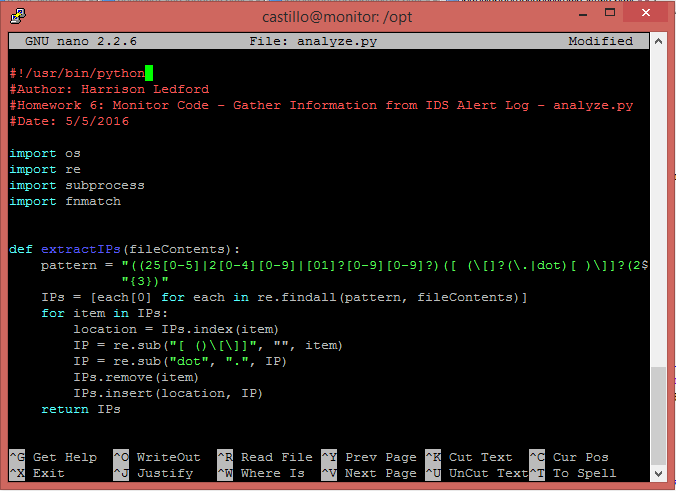 castillo@monitor: /opt
GNU nano 2.2.6 File: analyze.py Modified
#!/usr/bin/python
#Author: Harrison Ledford
#Homework 6: Monitor Code - Gather Information from IDS Alert Log - analyze.py
#Date: 5/5/2016
import os
import re
import subprocess
import fnmatch
def extractIPs(fileContents):
    pattern = "((25[0-5]|2[0-4][0-9]|[01]?[0-9][0-9]?)([ (\[]?(\.|dot)[ )\]]?(2$
              "{3})"
    IPs = [each[0] for each in re.findall(pattern, fileContents)]
    for item in IPs:
        location = IPs.index(item)
        IP = re.sub("[ ()\[\]]", "", item)
        IP = re.sub("dot", ".", IP)
        IPs.remove(item)
        IPs.insert(location, IP)
    return IPs
^G Get Help ^O WriteOut ^R Read File ^Y Prev Page ^K Cut Text ^C Cur Pos
^X Exit ^J Justify ^W Where Is ^V Next Page ^U UnCut Text ^T To Spell